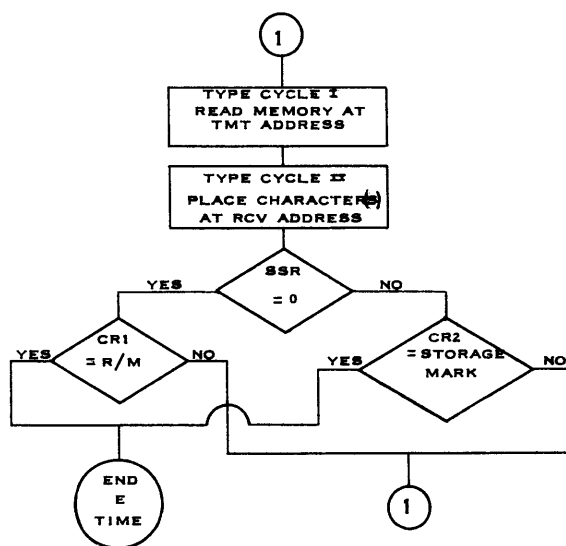 1
TYPE CYCLE I
READ MEMORY AT
TMT ADDRESS
TYPE CYCLE II
PLACE CHARACTER(S)
AT RCV ADDRESS
SSR
= 0
YES
NO
CR1
= R/M
YES
NO
CR2
=STORAGE
MARK
YES
NO
END
E
TIME
1